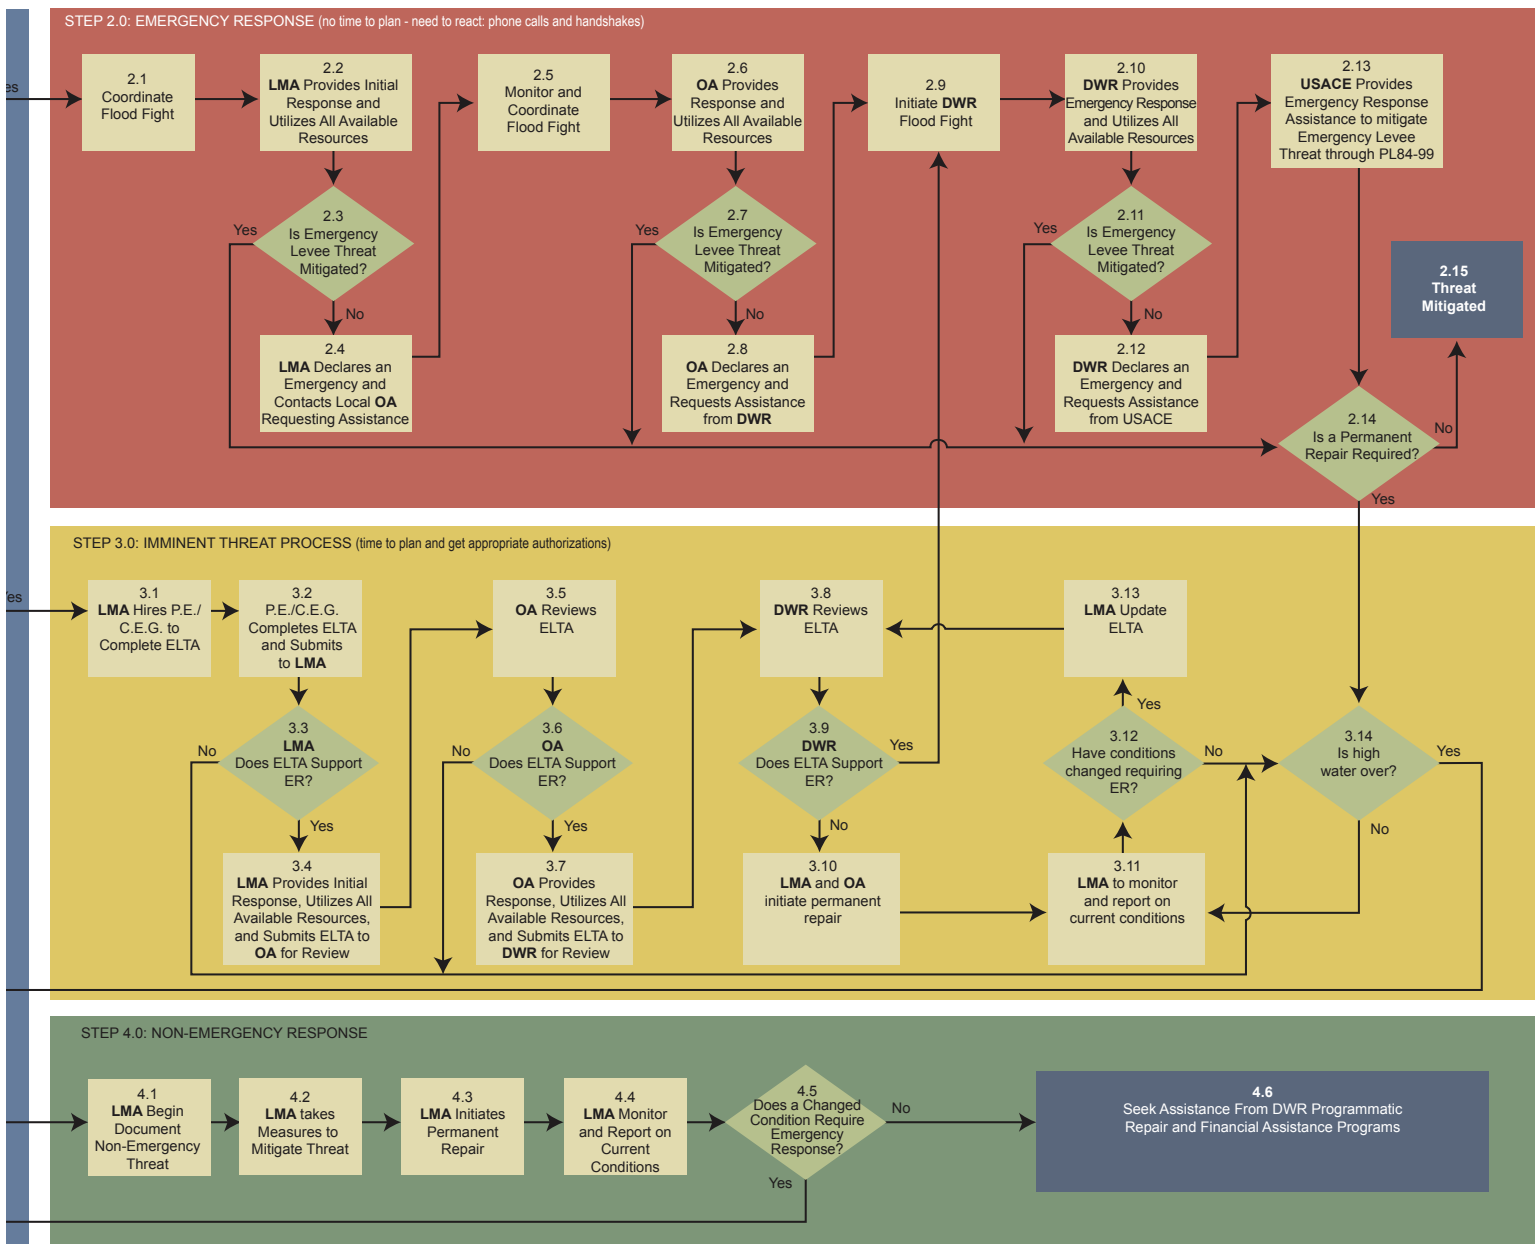 STEP 2.0: EMERGENCY RESPONSE (no time to plan - need to react: phone calls and handshakes)
2.1
Coordinate
Flood Fight
2.2
LMA Provides Initial
Response and
Utilizes All Available
Resources
2.5
Monitor and
Coordinate
Flood Fight
2.6
OA Provides
Response and
Utilizes All Available
Resources
2.9
Initiate DWR
Flood Fight
2.10
DWR Provides
Emergency Response
and Utilizes All
Available Resources
2.13
USACE Provides
Emergency Response
Assistance to mitigate
Emergency Levee
Threat through PL84-99
Yes
2.3
Is Emergency
Levee Threat
Mitigated?
No
Yes
2.7
Is Emergency
Levee Threat
Mitigated?
No
Yes
2.11
Is Emergency
Levee Threat
Mitigated?
No
2.15
Threat
Mitigated
2.4
LMA Declares an
Emergency and
Contacts Local OA
Requesting Assistance
2.8
OA Declares an
Emergency and
Requests Assistance
from DWR
2.12
DWR Declares an
Emergency and
Requests Assistance
from USACE
2.14
Is a Permanent
Repair Required?
No
Yes
STEP 3.0: IMMINENT THREAT PROCESS (time to plan and get appropriate authorizations)
3.1
LMA Hires P.E./
C.E.G. to
Complete ELTA
3.2
P.E./C.E.G.
Completes ELTA
and Submits
to LMA
3.5
OA Reviews
ELTA
3.8
DWR Reviews
ELTA
3.13
LMA Update
ELTA
No
3.3
LMA
Does ELTA Support
ER?
Yes
No
3.6
OA
Does ELTA Support
ER?
Yes
3.9
DWR
Does ELTA Support
ER?
Yes
No
Yes
3.12
Have conditions
changed requiring
ER?
No
3.14
Is high
water over?
Yes
No
3.4
LMA Provides Initial
Response, Utilizes All
Available Resources,
and Submits ELTA to
OA for Review
3.7
OA Provides
Response, Utilizes All
Available Resources,
and Submits ELTA to
DWR for Review
3.10
LMA and OA
initiate permanent
repair
3.11
LMA to monitor
and report on
current conditions
STEP 4.0: NON-EMERGENCY RESPONSE
4.1
LMA Begin
Document
Non-Emergency
Threat
4.2
LMA takes
Measures to
Mitigate Threat
4.3
LMA Initiates
Permanent
Repair
4.4
LMA Monitor
and Report on
Current
Conditions
4.5
Does a Changed
Condition Require
Emergency
Response?
No
Yes
4.6
Seek Assistance From DWR Programmatic
Repair and Financial Assistance Programs